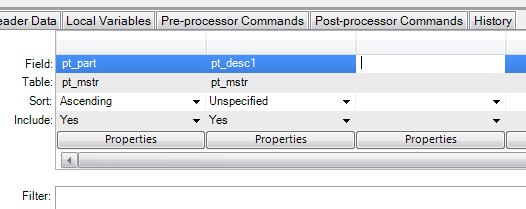 eader Data Local Variables Pre-processor Commands Post-processor Commands History
Field: pt_part pt_desc1
Table: pt_mstr pt_mstr
Sort: Ascending Unspecified
Include: Yes Yes
Properties Properties Properties
Filter: